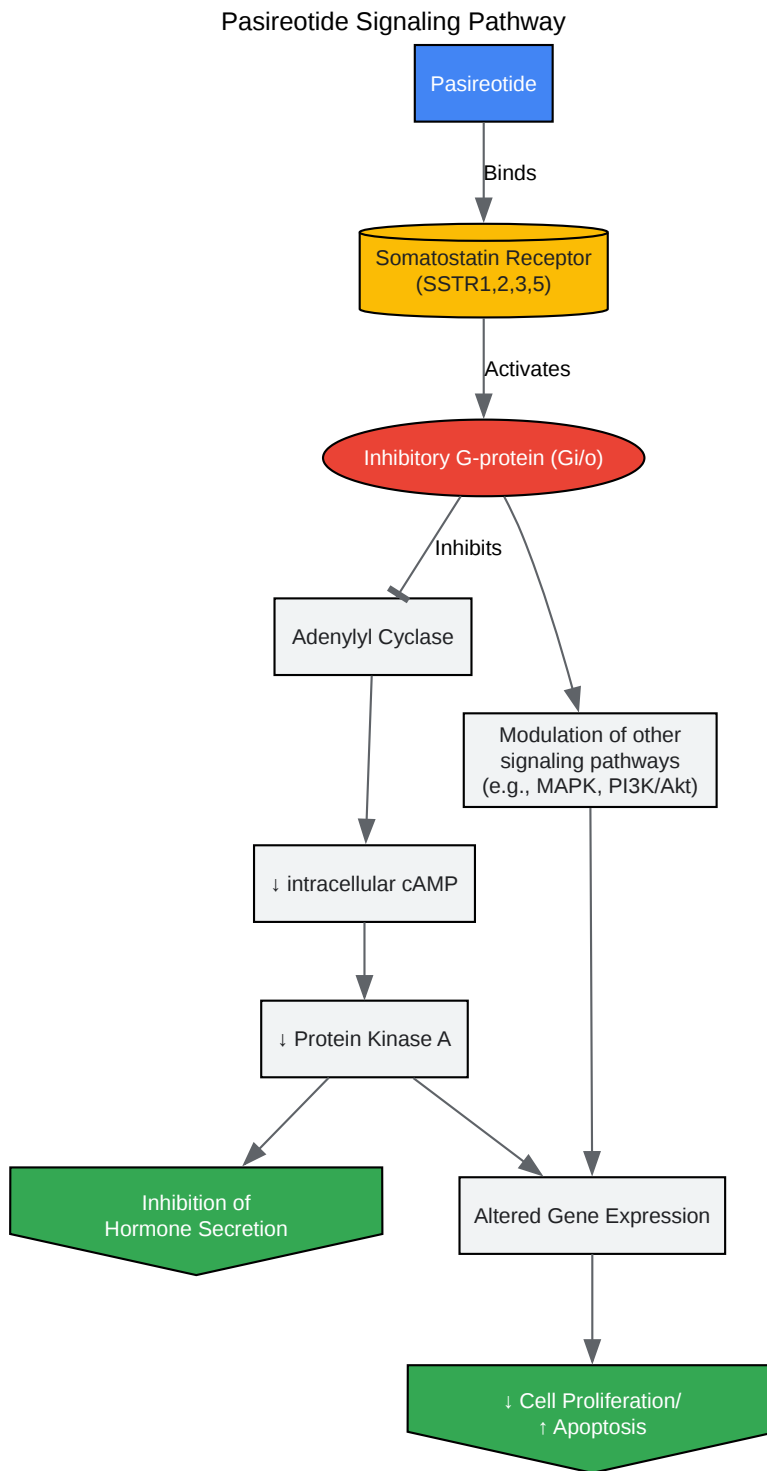 Pasireotide Signaling Pathway
Pasireotide
Binds
Somatostatin Receptor
(SSTR1,2,3,5)
Activates
Inhibitory G-protein (Gi/o)
Inhibits
Adenylyl Cyclase
Modulation of other
signaling pathways
(e.g., MAPK, PI3K/Akt)
↓ intracellular cAMP
↓ Protein Kinase A
Inhibition of
Hormone Secretion
Altered Gene Expression
↓ Cell Proliferation/
↑ Apoptosis